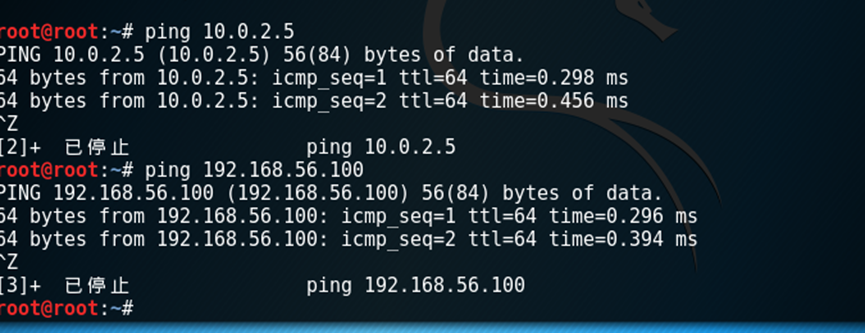 root@root:~# ping 10.0.2.5
PING 10.0.2.5 (10.0.2.5) 56(84) bytes of data.
64 bytes from 10.0.2.5: icmp_seq=1 ttl=64 time=0.298 ms
64 bytes from 10.0.2.5: icmp_seq=2 ttl=64 time=0.456 ms
^Z
[2]+  已停止               ping 10.0.2.5
root@root:~# ping 192.168.56.100
PING 192.168.56.100 (192.168.56.100) 56(84) bytes of data.
64 bytes from 192.168.56.100: icmp_seq=1 ttl=64 time=0.296 ms
64 bytes from 192.168.56.100: icmp_seq=2 ttl=64 time=0.394 ms
^Z
[3]+  已停止               ping 192.168.56.100
root@root:~#